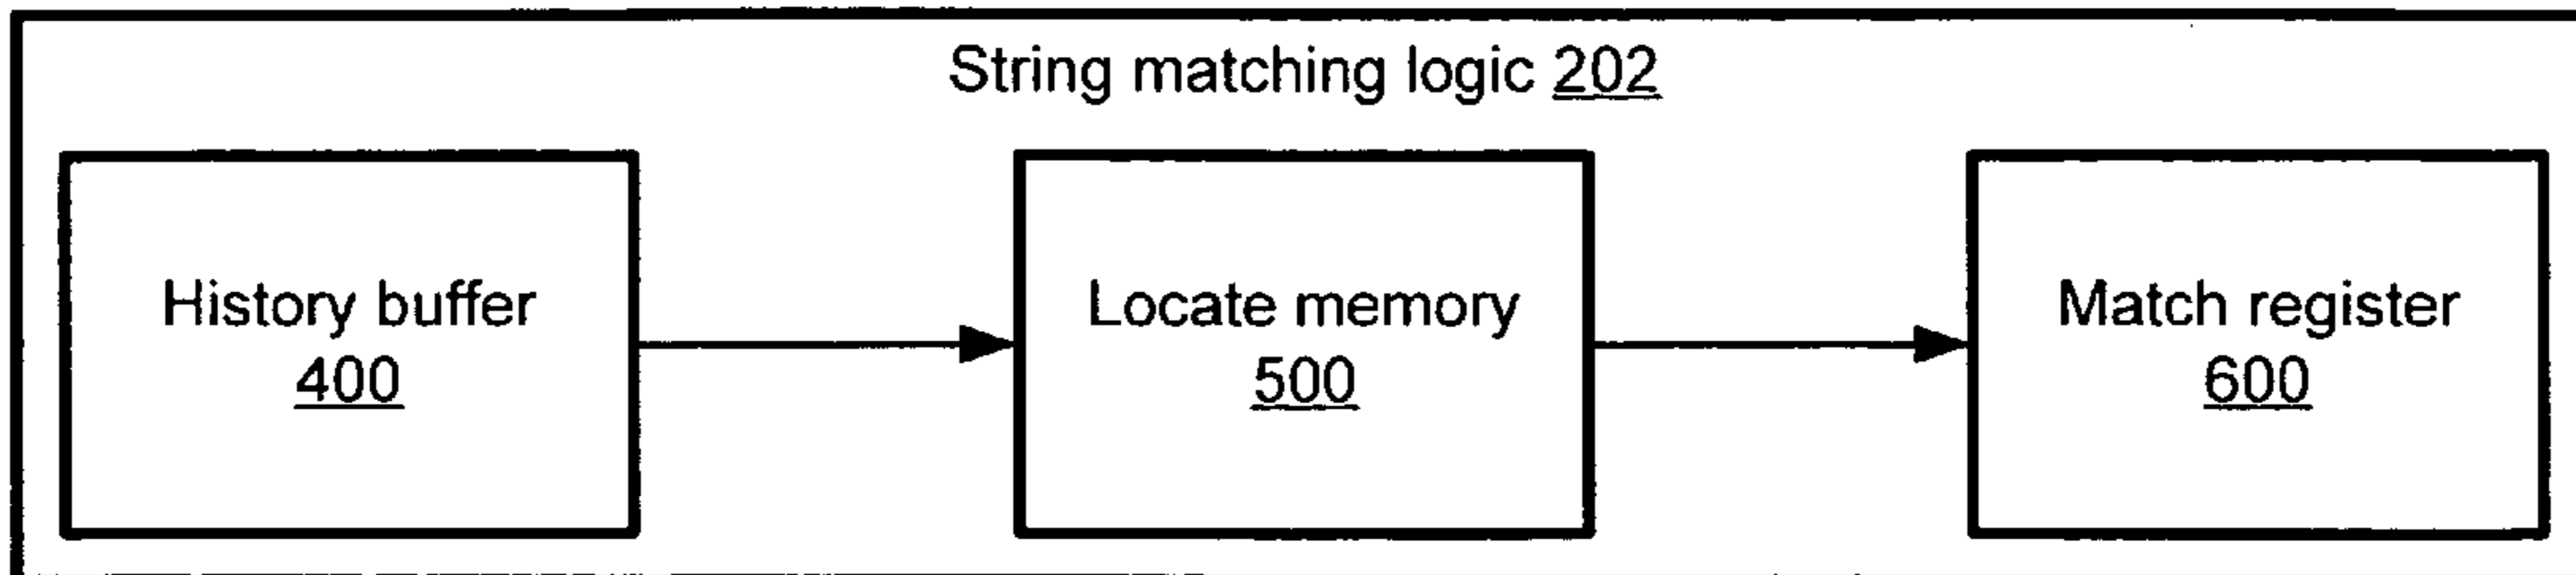 String matching logic 202
History buffer
400
Locate memory
500
Match register
600